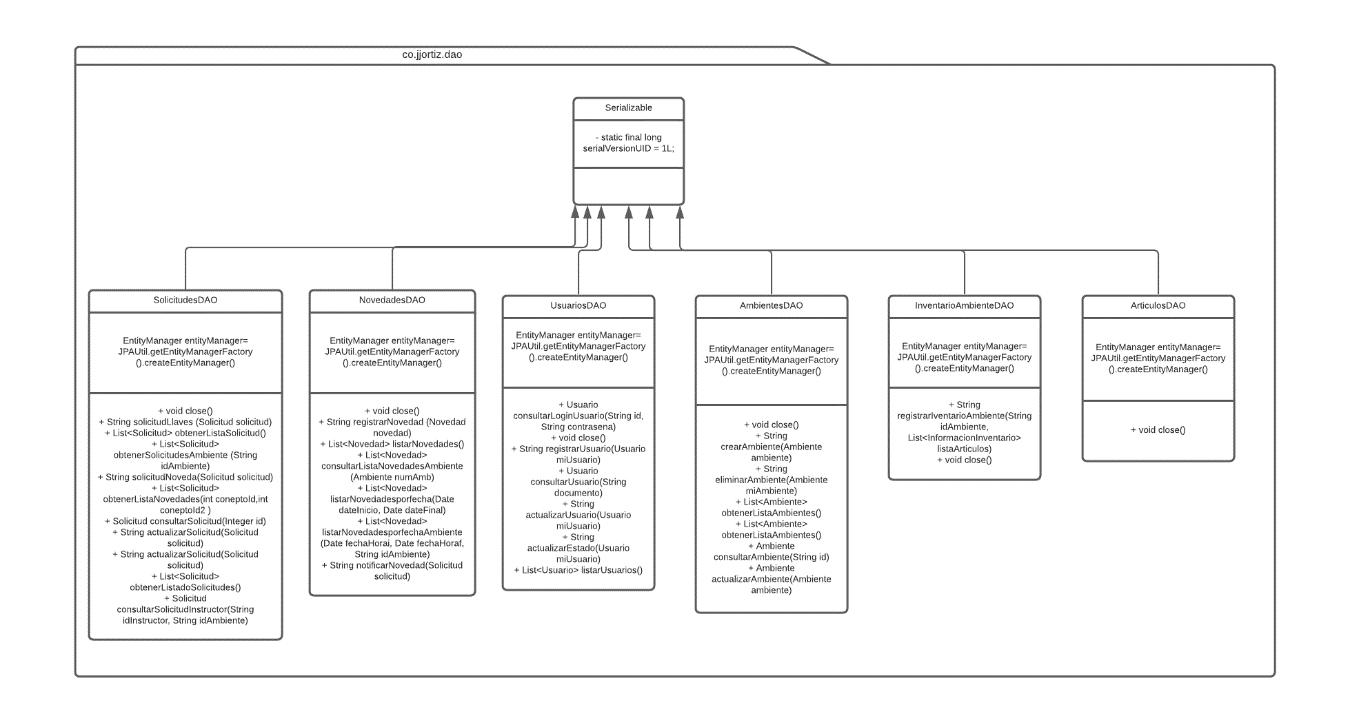 co.jjortiz.dao
Serializable
- static final long
serialVersionUID = 1L;
SolicitudesDAO
EntityManager entityManager=
JPAUtil.getEntityManagerFactory
().createEntityManager()
+ void close()
+ String solicitudLlaves (Solicitud solicitud)
+ List<Solicitud> obtenerListaSolicitud()
+ List<Solicitud>
obtenerSolicitudesAmbiente (String
idAmbiente)
+ String solicitudNoveda(Solicitud solicitud)
+ List<Solicitud>
obtenerListaNovedades(int coneptoId,int
coneptoId2 )
+ Solicitud consultarSolicitud(Integer id)
+ String actualizarSolicitud(Solicitud
solicitud)
+ String actualizarSolicitud(Solicitud
solicitud)
+ List<Solicitud>
obtenerListadoSolicitudes()
+ Solicitud
consultarSolicitudInstructor(String
idInstructor, String idAmbiente)
NovedadesDAO
EntityManager entityManager=
JPAUtil.getEntityManagerFactory
().createEntityManager()
+ void close()
+ String registrarNovedad (Novedad
novedad)
+ List<Novedad> listarNovedades()
+ List<Novedad>
consultarListaNovedadesAmbiente
(Ambiente numAmb)
+ List<Novedad>
listarNovedadesporfecha(Date
dateInicio, Date dateFinal)
+ List<Novedad>
listarNovedadesporfechaAmbiente
(Date fechaHorai, Date fechaHoraf,
String idAmbiente)
+ String notificarNovedad(Solicitud
solicitud)
UsuariosDAO
EntityManager entityManager=
JPAUtil.getEntityManagerFactory
().createEntityManager()
+ Usuario
consultarLoginUsuario(String id,
String contrasena)
+ void close()
+ String registrarUsuario(Usuario
miUsuario)
+ Usuario
consultarUsuario(String
documento)
+ String
actualizarUsuario(Usuario
miUsuario)
+ String
actualizarEstado(Usuario
miUsuario)
+ List<Usuario> listarUsuarios()
AmbientesDAO
EntityManager entityManager=
JPAUtil.getEntityManagerFactory
().createEntityManager()
+ void close()
+ String
crearAmbiente(Ambiente
ambiente)
+ String
eliminarAmbiente(Ambiente
miAmbiente)
+ List<Ambiente>
obtenerListaAmbientes()
+ List<Ambiente>
obtenerListaAmbientes()
+ Ambiente
consultarAmbiente(String id)
+ Ambiente
actualizarAmbiente(Ambiente
ambiente)
InventarioAmbienteDAO
EntityManager entityManager=
JPAUtil.getEntityManagerFactory
().createEntityManager()
+ String
registrarIventarioAmbiente(String
idAmbiente,
List<InformacionInventario>
listaArticulos)
+ void close()
ArticulosDAO
EntityManager entityManager=
JPAUtil.getEntityManagerFactory
().createEntityManager()
+ void close()